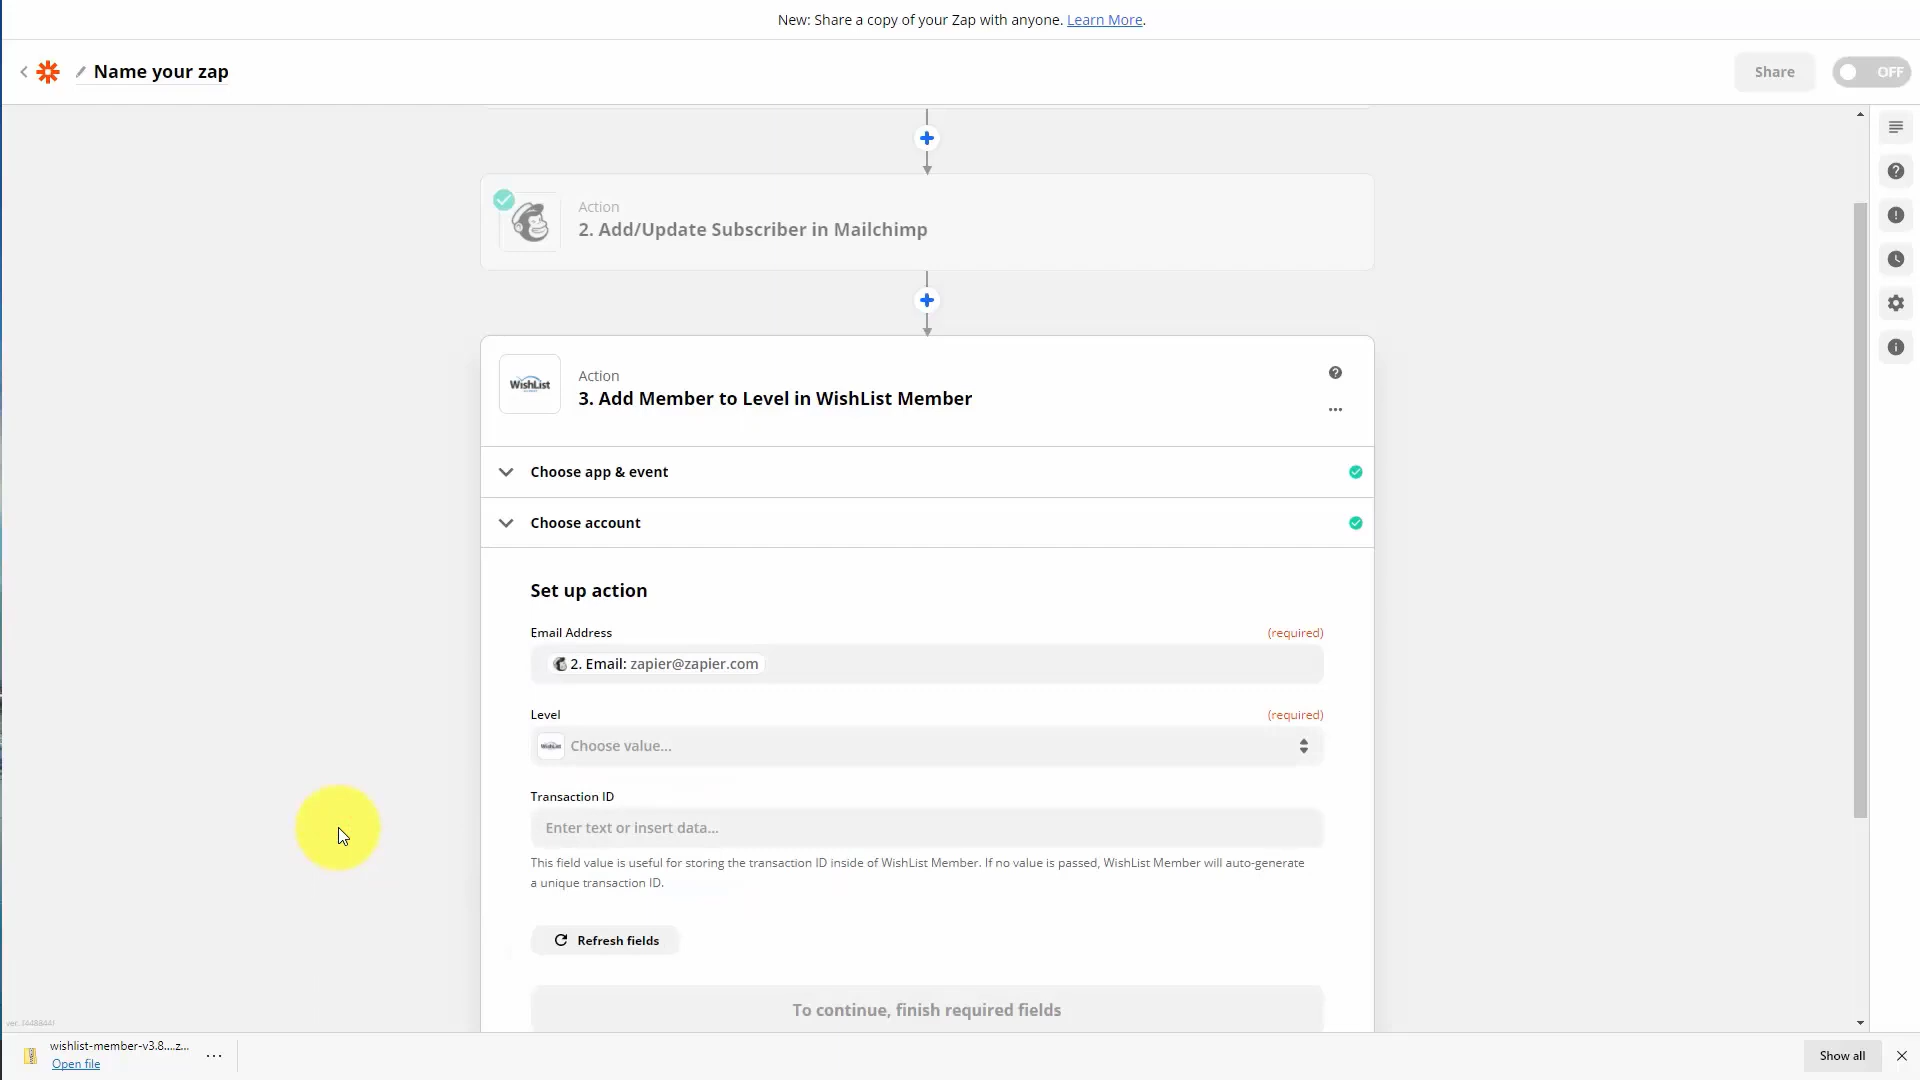 New: Share a copy of your Zap with anyone. Learn More.
Name your zap
Share
OFF
Action
2. Add/Update Subscriber in Mailchimp
WishList
Action
3. Add Member to Level in WishList Member
Choose app & event
Choose account
Set up action
Email Address
(required)
2. Email: zapier@zapier.com
Level
(required)
WishList
Choose value...
Transaction ID
Enter text or insert data...
This field value is useful for storing the transaction ID inside of WishList Member. If no value is passed, WishList Member will auto-generate
a unique transaction ID.
Refresh fields
To continue, finish required fields
wishlist-member-v3.8....z...
Open file
Show all